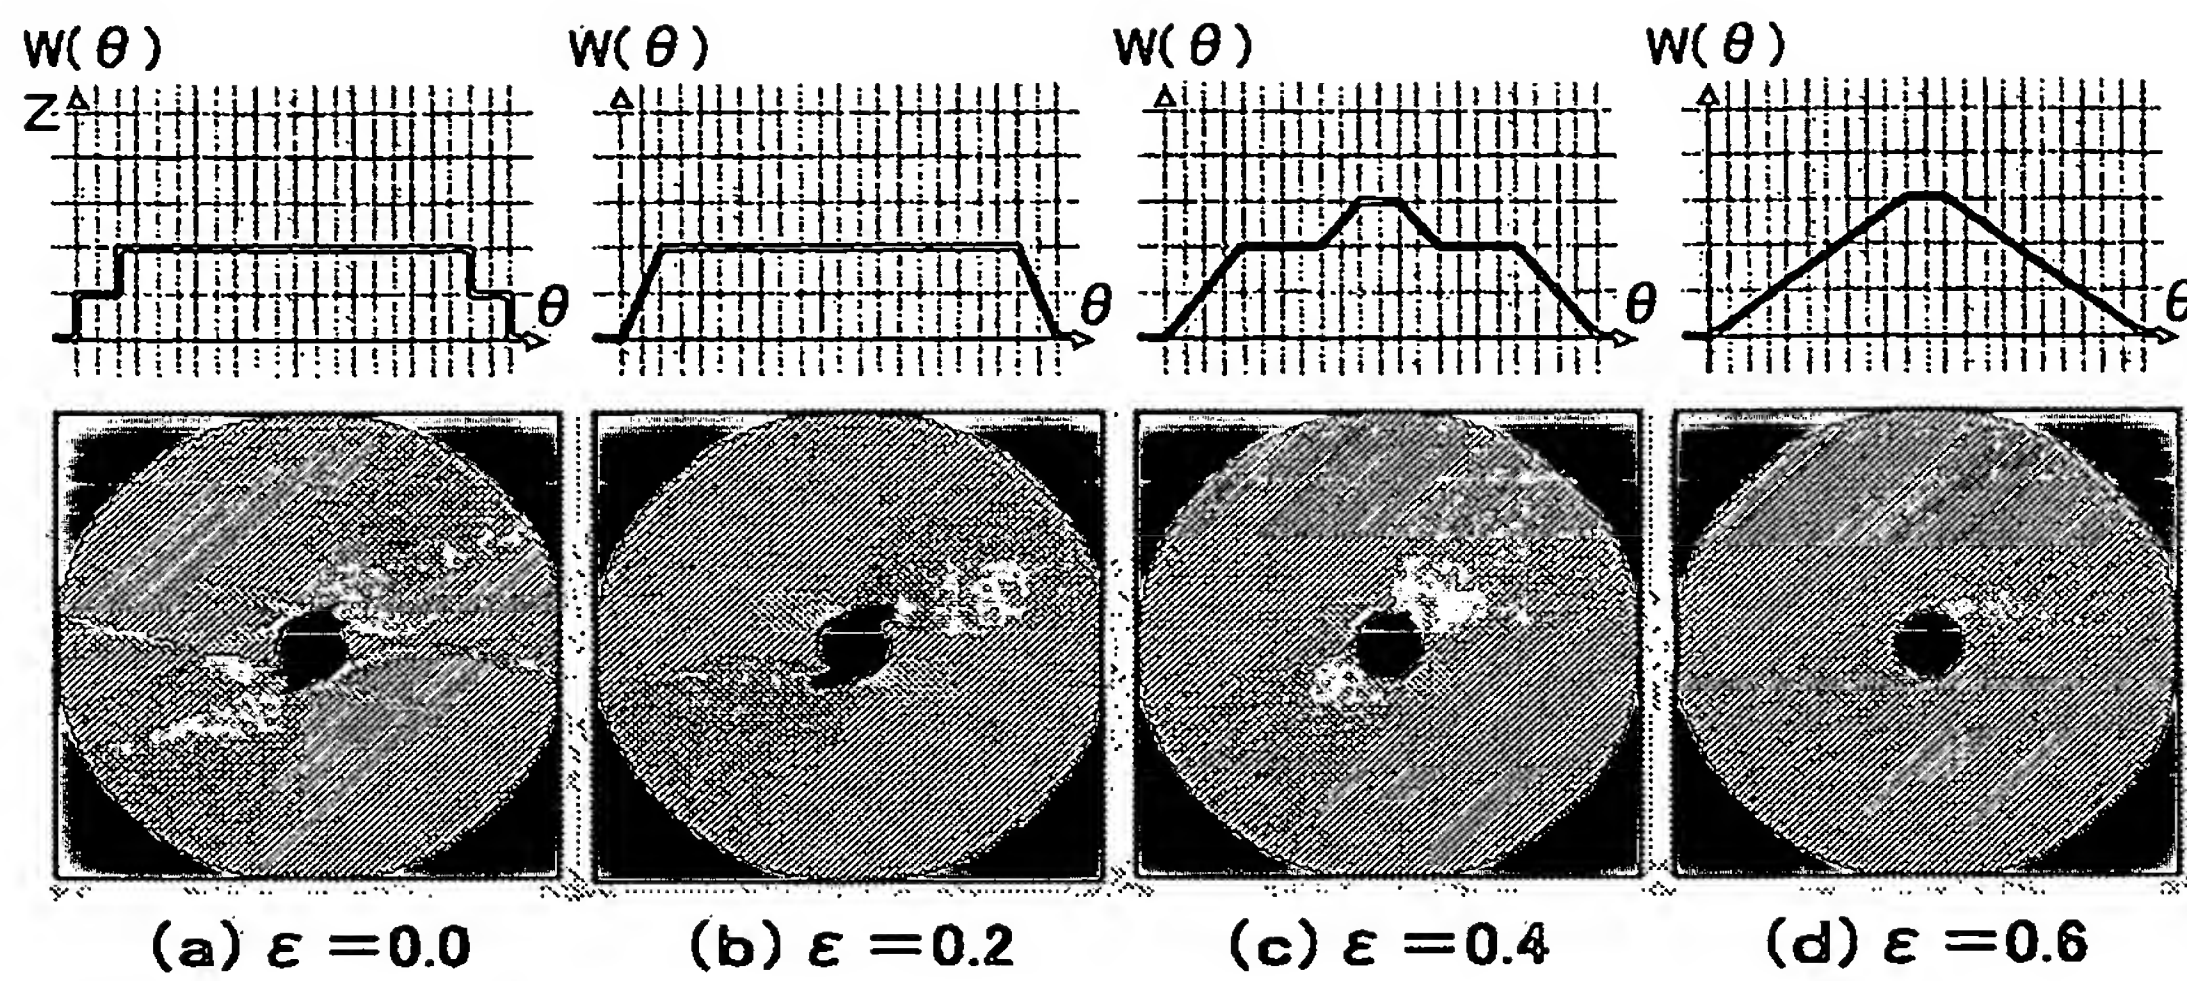 W(θ) W(θ) W(θ) W(θ)
Z
θ θ θ θ
(a) ε=0.0 (b) ε=0.2 (c) ε=0.4 (d) ε=0.6